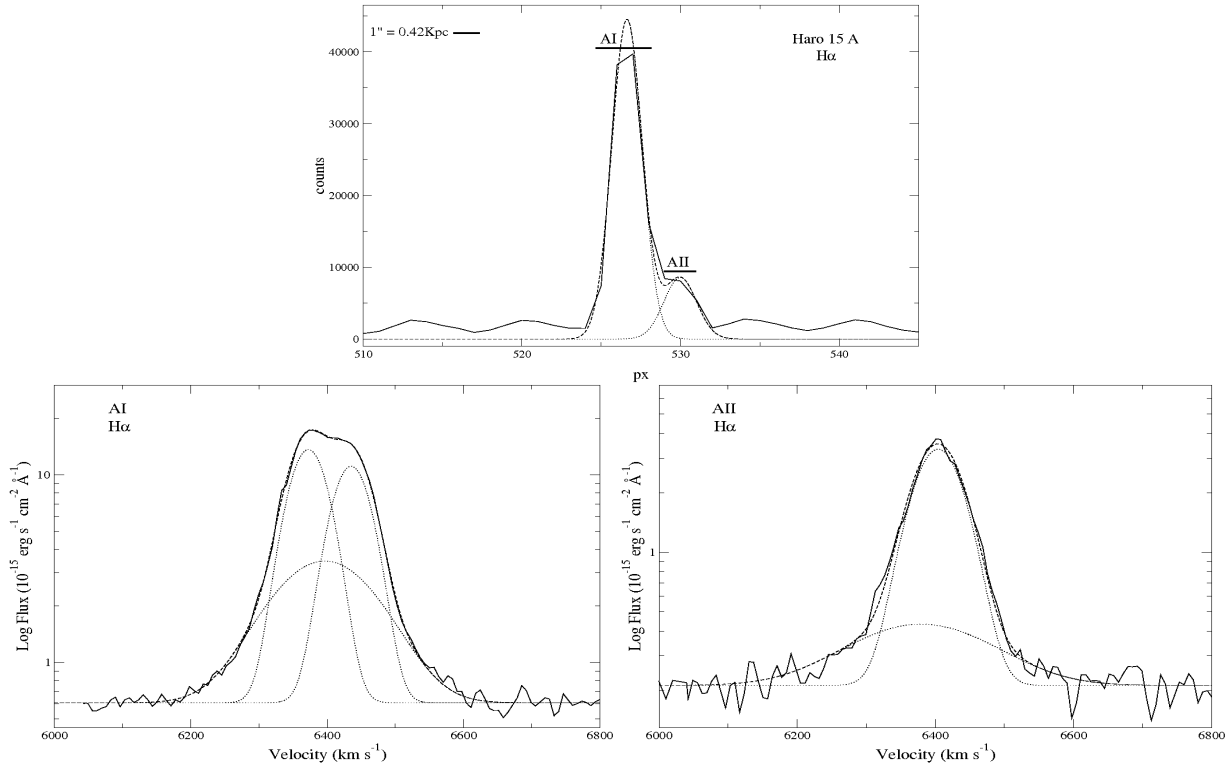 1" = 0.42Kpc
AI
AII
Haro 15 A
Hα
counts
40000
30000
20000
10000
0
510
520
530
540
px
AI
Hα
Log Flux (10⁻¹⁵ erg s⁻¹ cm⁻² Å⁻¹)
10
1
6000
6200
6400
6600
6800
Velocity (km s⁻¹)
AII
Hα
Log Flux (10⁻¹⁵ erg s⁻¹ cm⁻² Å⁻¹)
1
6000
6200
6400
6600
6800
Velocity (km s⁻¹)